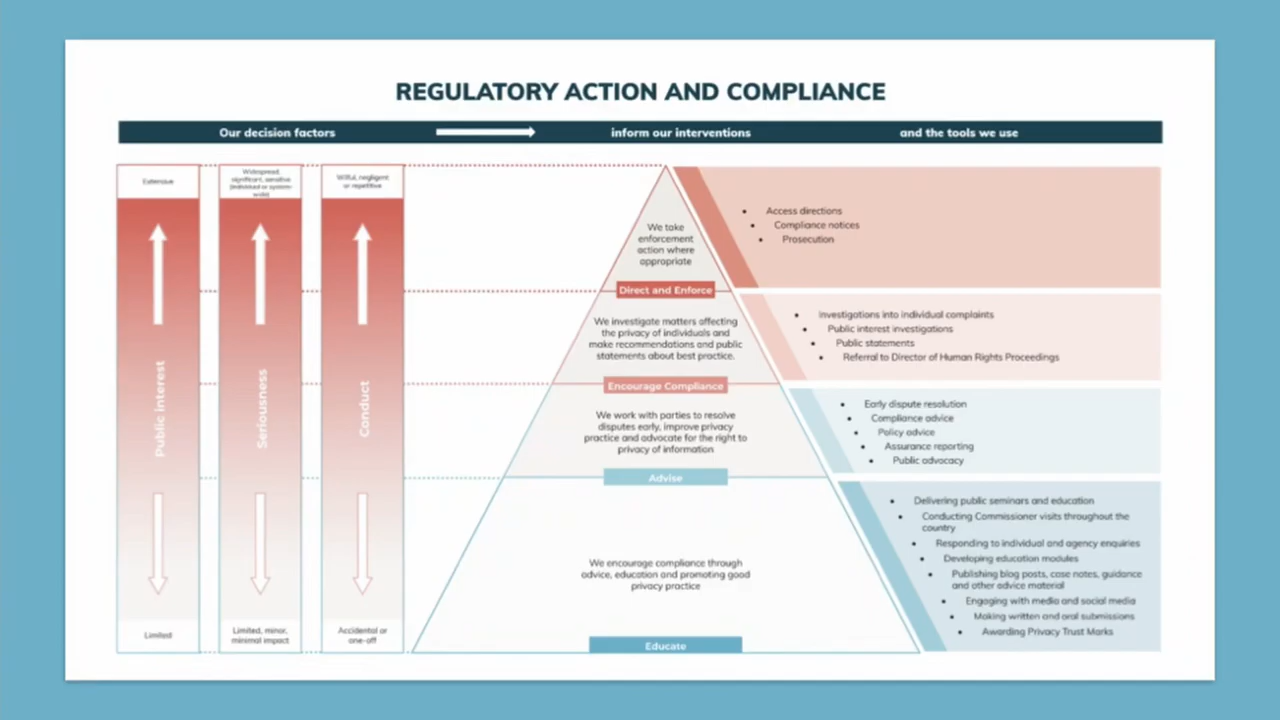 REGULATORY ACTION AND COMPLIANCE
Our decision factors
inform our interventions
and the tools we use
Extensive
Public interest
Limited
Widespread,
significant, sensitive
(individual or system-
wide)
Seriousness
Limited, minor,
minimal impact
Wilful, negligent
or repetitive
Conduct
Accidental or
one-off
We take
enforcement
action where
appropriate
Direct and Enforce
We investigate matters affecting
the privacy of individuals and
make recommendations and public
statements about best practice.
Encourage Compliance
We work with parties to resolve
disputes early, improve privacy
practice and advocate for the right to
privacy of information
Advise
We encourage compliance through
advice, education and promoting good
privacy practice
Educate
• Access directions
• Compliance notices
• Prosecution
• Investigations into individual complaints
• Public interest investigations
• Public statements
• Referral to Director of Human Rights Proceedings
• Early dispute resolution
• Compliance advice
• Policy advice
• Assurance reporting
• Public advocacy
• Delivering public seminars and education
• Conducting Commissioner visits throughout the
country
• Responding to individual and agency enquiries
• Developing education modules
• Publishing blog posts, case notes, guidance
and other advice material
• Engaging with media and social media
• Making written and oral submissions
• Awarding Privacy Trust Marks